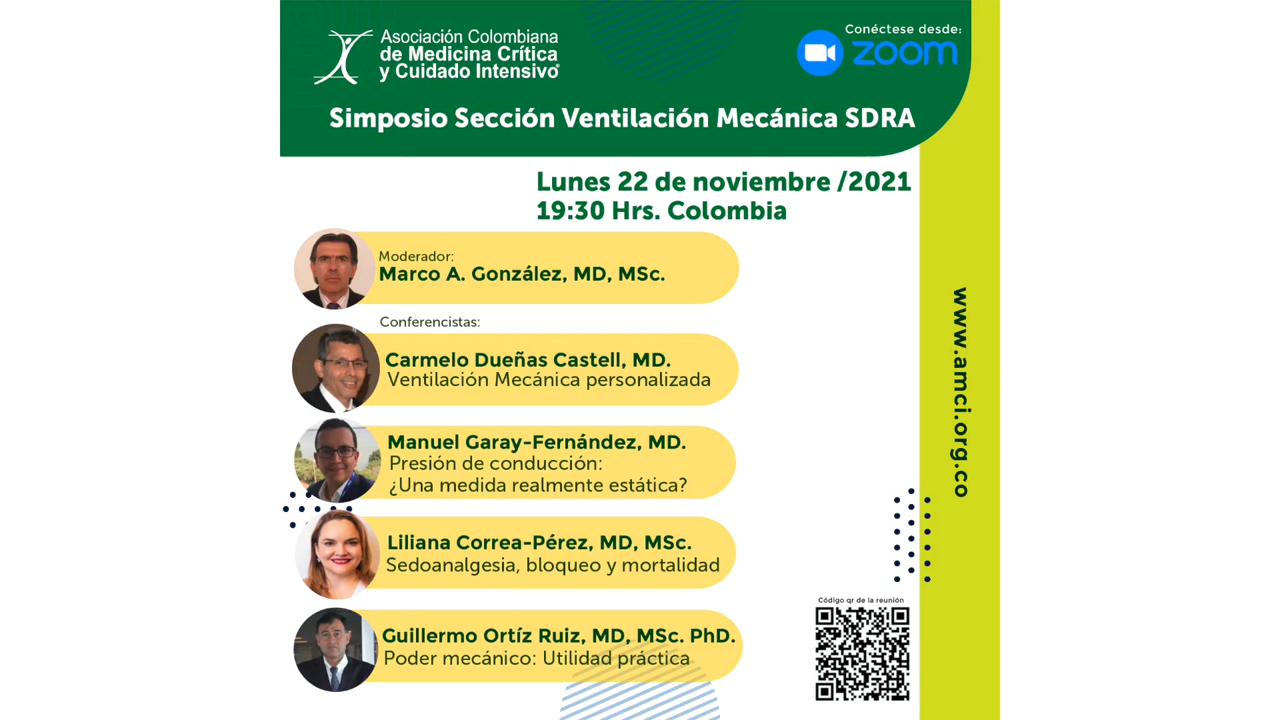 Asociación Colombiana
de Medicina Crítica
y Cuidado Intensivo®
Conéctese desde:
zoom
Simposio Sección Ventilación Mecánica SDRA
Lunes 22 de noviembre /2021
19:30 Hrs. Colombia
Moderador:
Marco A. González, MD, MSc.
Conferencistas:
Carmelo Dueñas Castell, MD.
Ventilación Mecánica personalizada
Manuel Garay-Fernández, MD.
Presión de conducción:
¿Una medida realmente estática?
Liliana Correa-Pérez, MD, MSc.
Sedoanalgesia, bloqueo y mortalidad
Guillermo Ortíz Ruiz, MD, MSc. PhD.
Poder mecánico: Utilidad práctica
www.amci.org.co
Código qr de la reunión